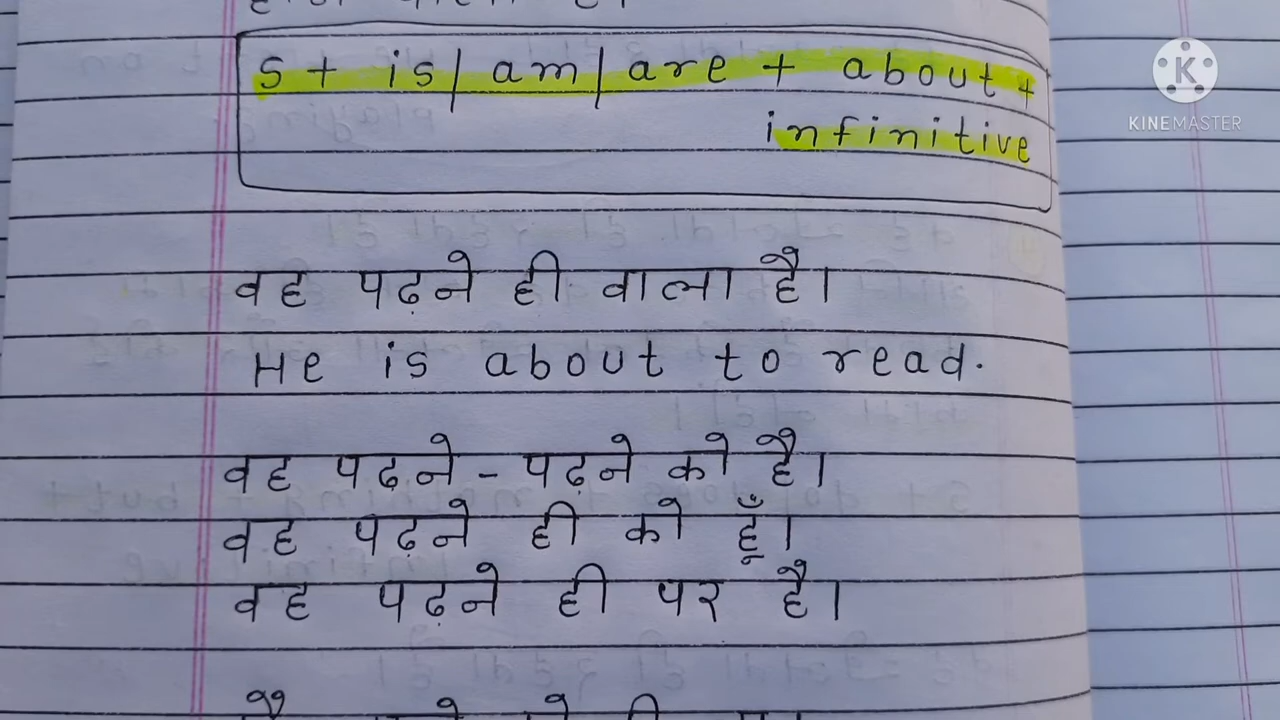 S + is / am / are + about +
infinitive
वह पढ़ने ही वाला है।
He is about to read.
वह पढ़ने - पढ़ने को है।
वह पढ़ने ही को हूँ।
वह पढ़ने ही पर है।
KINEMASTER